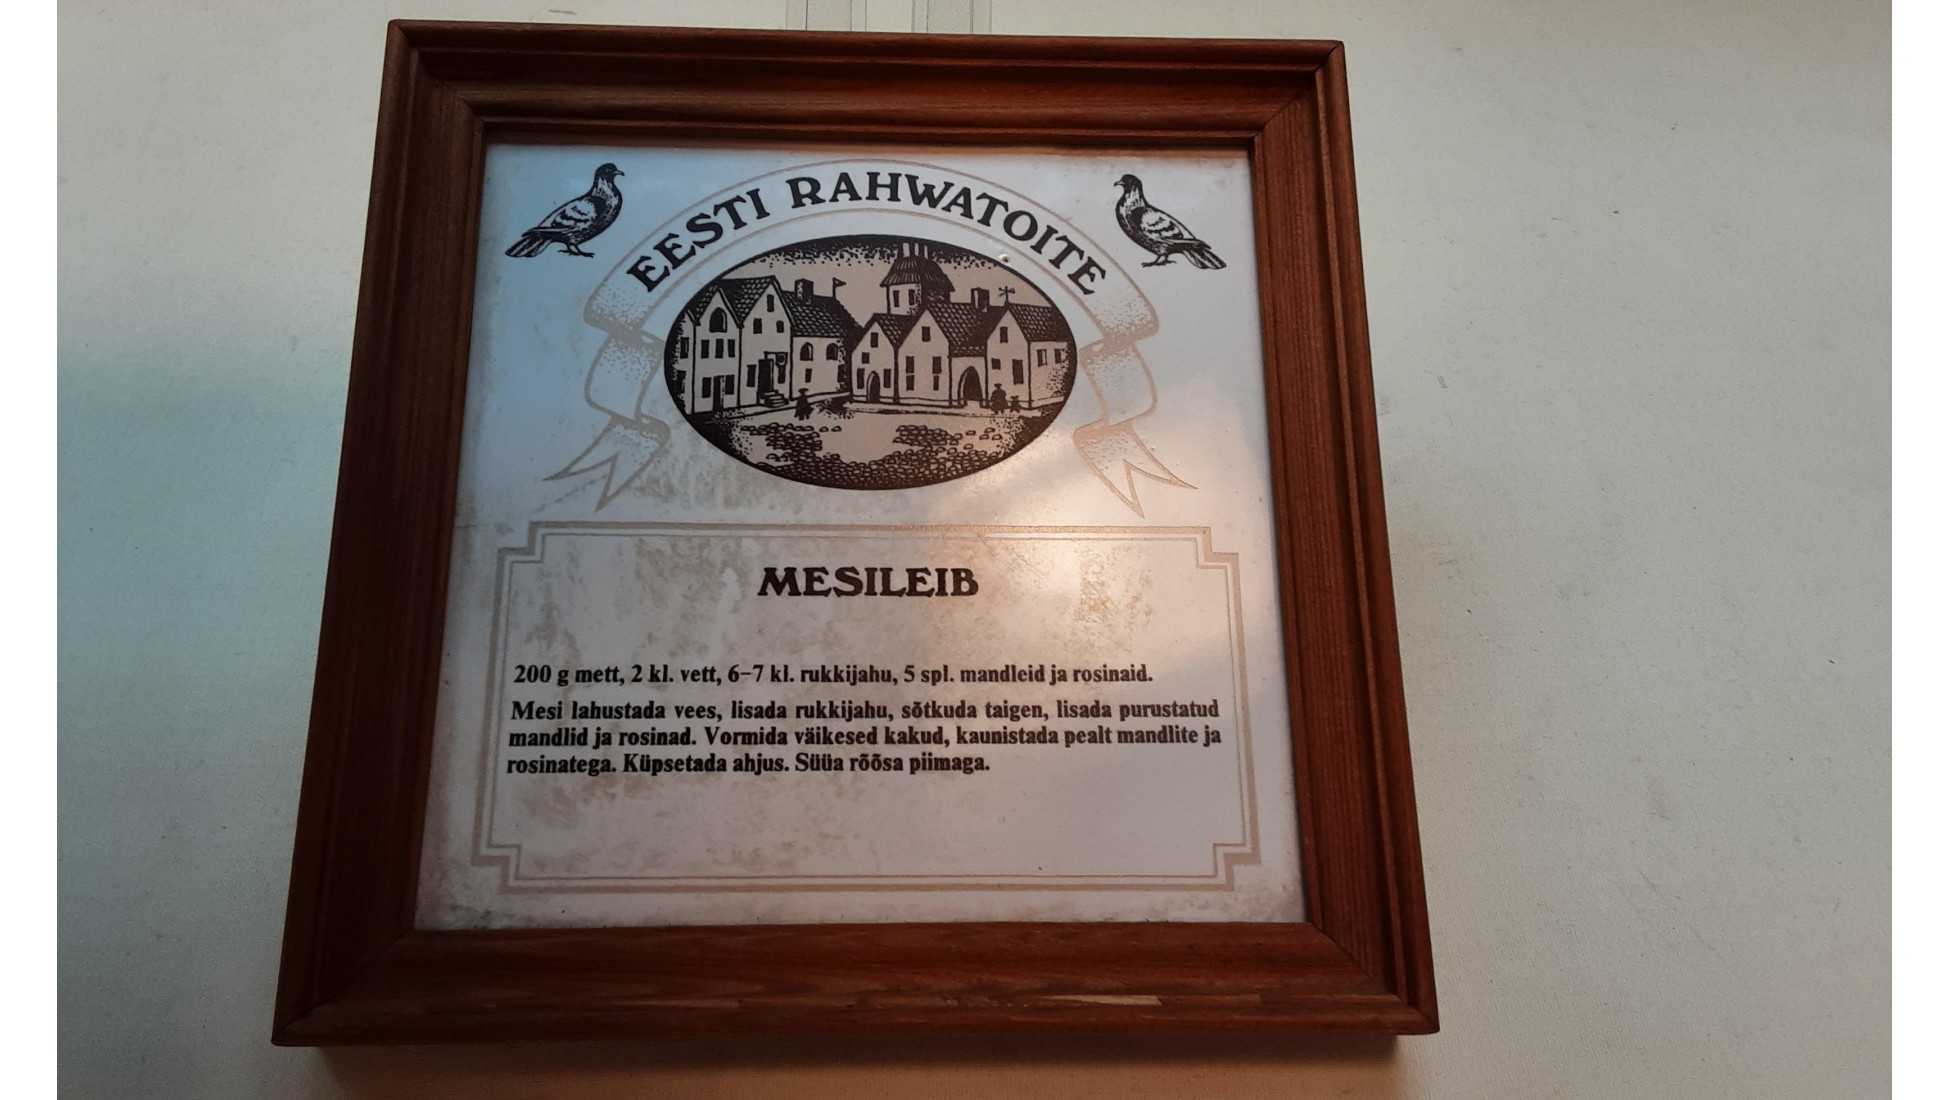 EESTI RAHWATOITE
MESILEIB
200 g mett, 2 kl. vett, 6–7 kl. rukkijahu, 5 spl. mandleid ja rosinaid.
Mesi lahustada vees, lisada rukkijahu, sõtkuda taigen, lisada purustatud
mandlid ja rosinad. Vormida väikesed kakud, kaunistada pealt mandlite ja
rosinatega. Küpsetada ahjus. Süüa rõõsa piimaga.